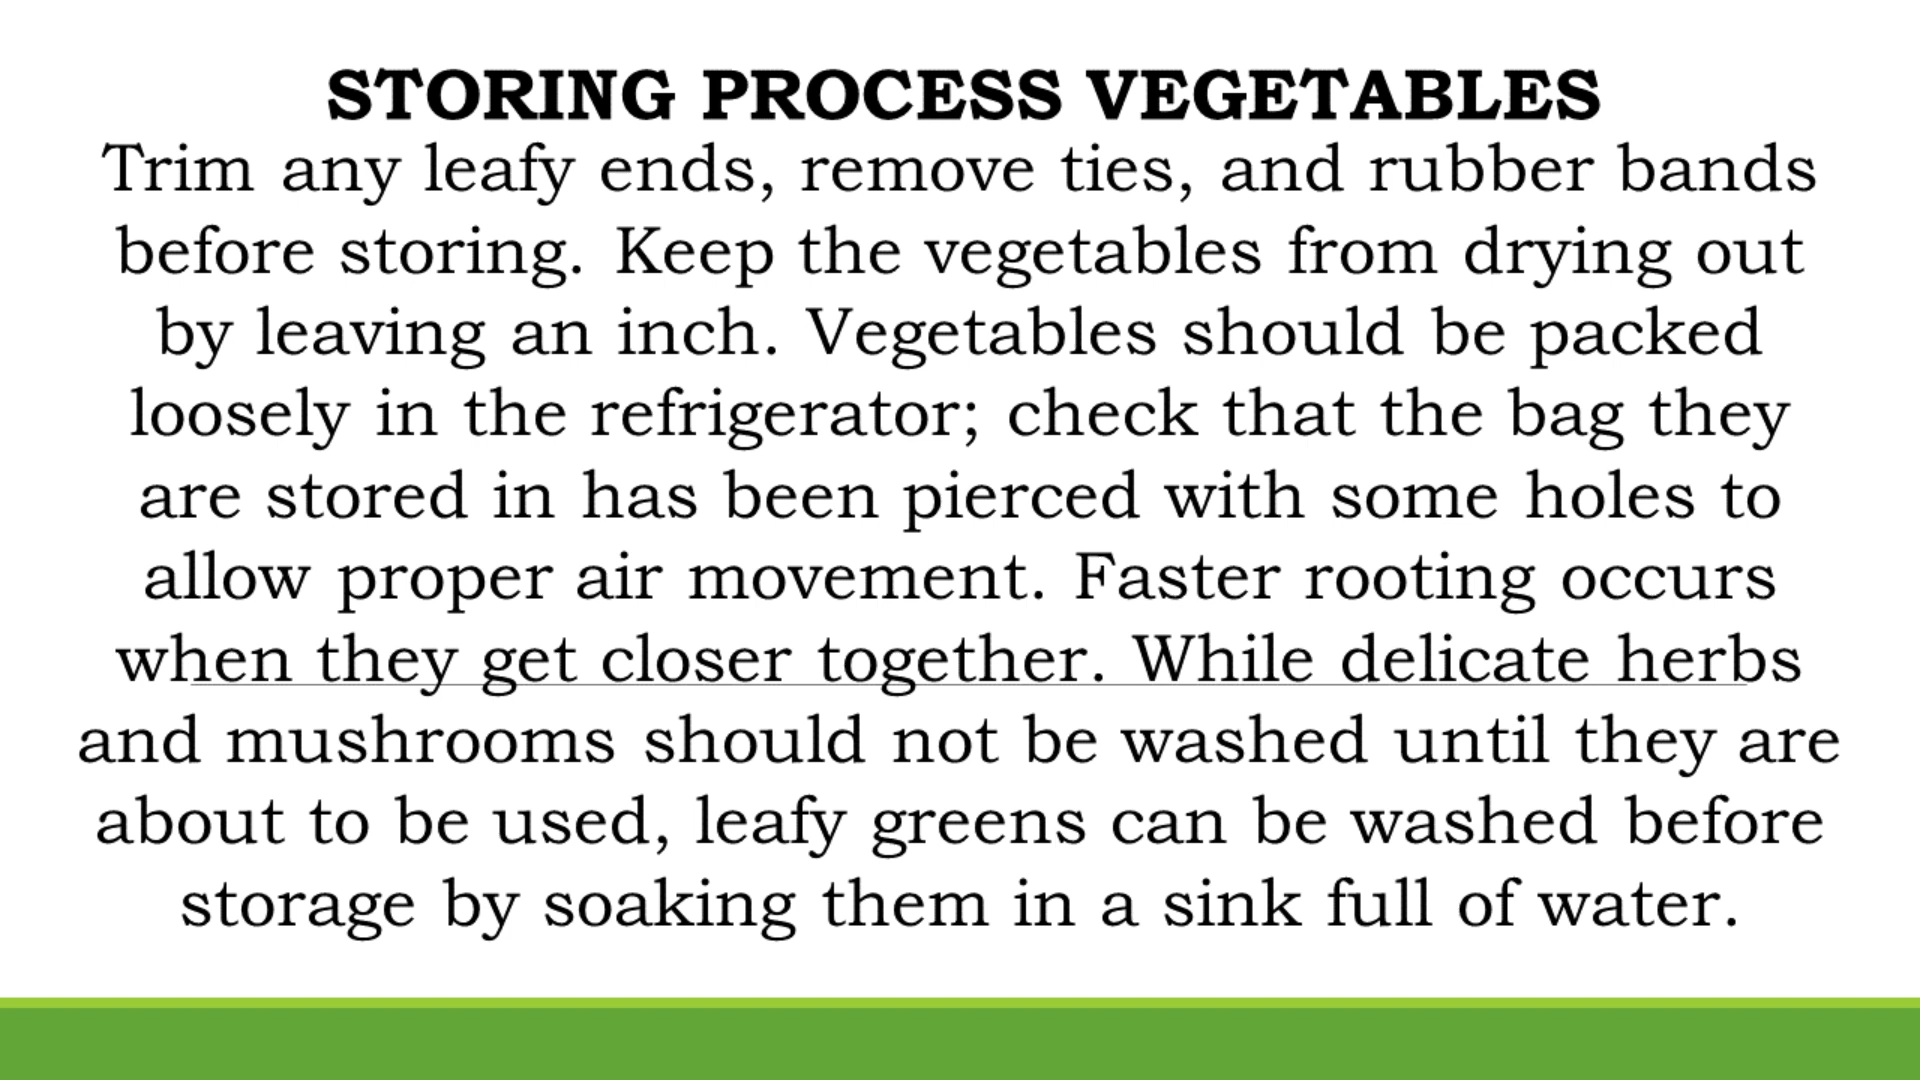 STORING PROCESS VEGETABLES
Trim any leafy ends, remove ties, and rubber bands
before storing. Keep the vegetables from drying out
by leaving an inch. Vegetables should be packed
loosely in the refrigerator; check that the bag they
are stored in has been pierced with some holes to
allow proper air movement. Faster rooting occurs
when they get closer together. While delicate herbs
and mushrooms should not be washed until they are
about to be used, leafy greens can be washed before
storage by soaking them in a sink full of water.